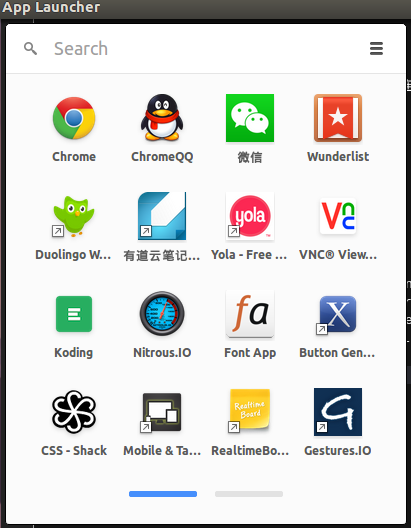 App Launcher
Search
Chrome
ChromeQQ
微信
Wunderlist
Duolingo W...
有道云笔记...
yola
Yola - Free ...
VNC
VNC® View...
Koding
Nitrous.IO
fa
Font App
X
Button Gen...
CSS - Shack
Mobile & Ta...
Realtime
Board
RealtimeBo...
G
Gestures.IO